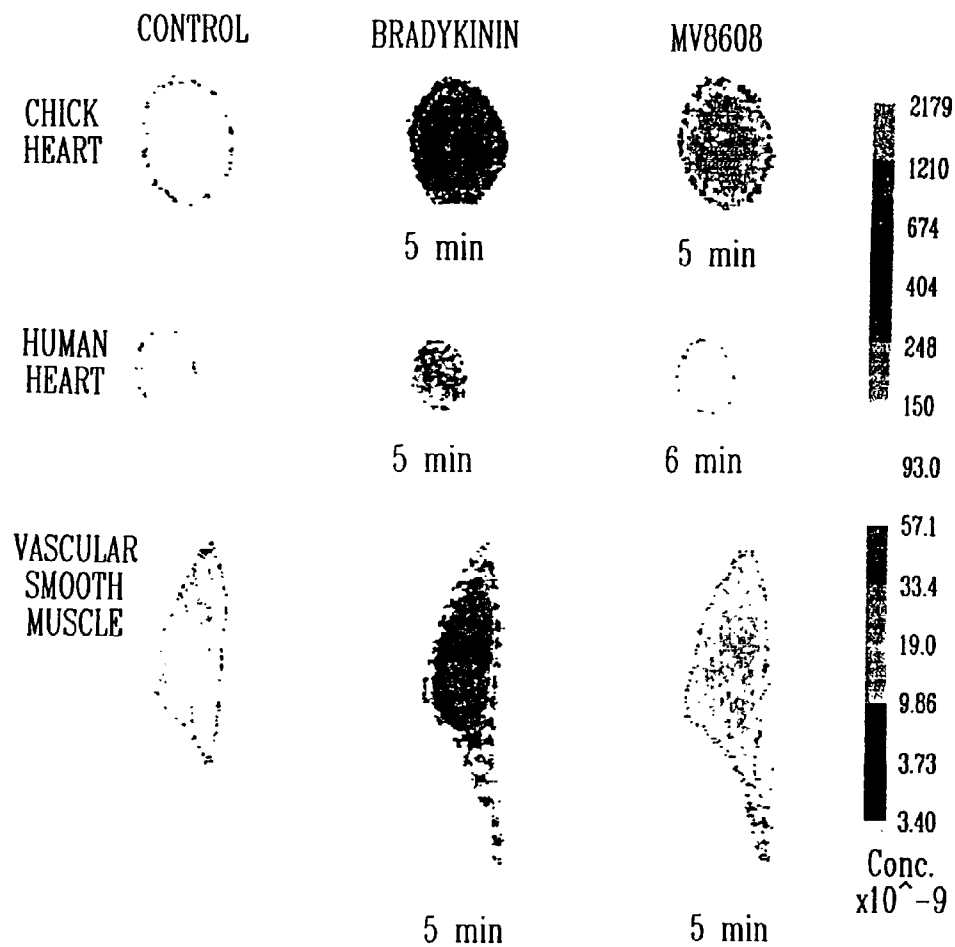 CONTROL
BRADYKININ
MV8608
CHICK
HEART
5 min
5 min
HUMAN
HEART
5 min
6 min
VASCULAR
SMOOTH
MUSCLE
5 min
5 min
2179
1210
674
404
248
150
93.0
57.1
33.4
19.0
9.86
3.73
3.40
Conc.
x10^-9